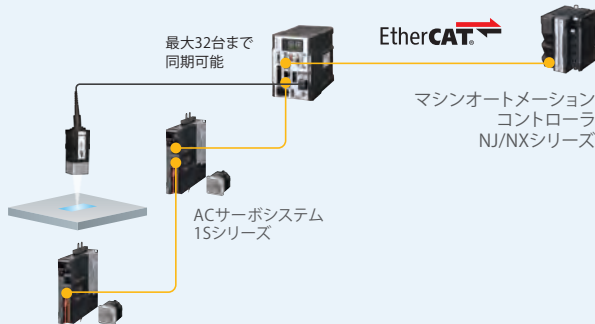 最大32台まで
同期可能
EtherCAT®
マシンオートメーション
コントローラ
NJ/NXシリーズ
ACサーボシステム
1Sシリーズ